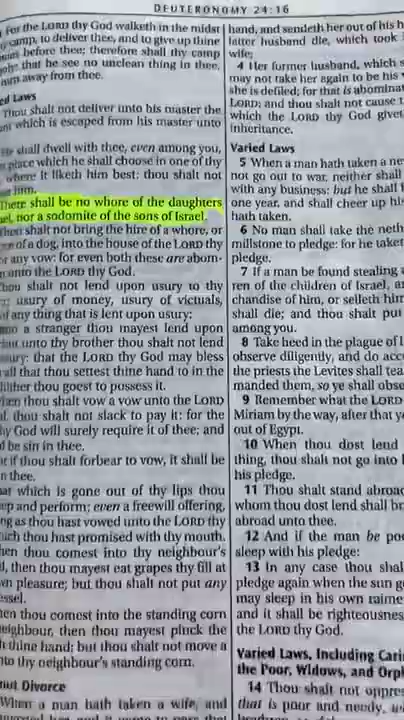 DEUTERONOMY 24:16
For the LORD thy God walketh in the midst
camp, to deliver thee, and to give up thine
before thee; therefore shall thy camp
that he see no unclean thing in thee,
away from thee.
Laws
Thou shalt not deliver unto his master the
which is escaped from his master unto
shall dwell with thee, even among you,
place which he shall choose in one of thy
where it liketh him best: thou shalt not
him.
There shall be no whore of the daughters
nor a sodomite of the sons of Israel.
Thou shalt not bring the hire of a whore, or
of a dog, into the house of the LORD thy
any vow: for even both these are abom-
unto the LORD thy God.
Thou shalt not lend upon usury to thy
usury of money, usury of victuals,
of any thing that is lent upon usury:
a stranger thou mayest lend upon
unto thy brother thou shalt not lend
that the LORD thy God may bless
all that thou settest thine hand to in the
whither thou goest to possess it.
When thou shalt vow a vow unto the LORD
thou shalt not slack to pay it: for the
thy God will surely require it of thee; and
be sin in thee.
if thou shalt forbear to vow, it shall be
in thee.
That which is gone out of thy lips thou
keep and perform; even a freewill offering,
as thou hast vowed unto the LORD thy
which thou hast promised with thy mouth.
When thou comest into thy neighbour's
then thou mayest eat grapes thy fill at
own pleasure; but thou shalt not put any
vessel.
When thou comest into the standing corn
neighbour, then thou mayest pluck the
thine hand; but thou shalt not move a
unto thy neighbour's standing corn.
About Divorce
When a man hath taken a wife, and
married her, and it come to pass that
hand, and sendeth her out of his h
latter husband die, which took
wife;
4 Her former husband, which s
may not take her again to be his
she is defiled; for that is abominat
LORD: and thou shalt not cause t
which the LORD thy God givet
inheritance.
Varied Laws
5 When a man hath taken a ne
not go out to war, neither shall
with any business: but he shall
one year, and shall cheer up his
hath taken.
6 No man shall take the neth
millstone to pledge: for he taket
pledge.
7 If a man be found stealing
ren of the children of Israel, a
chandise of him, or selleth him
shall die; and thou shalt put
among you.
8 Take heed in the plague of l
observe diligently, and do acco
the priests the Levites shall tea
manded them, so ye shall obse
9 Remember what the LORD
Miriam by the way, after that y
out of Egypt.
10 When thou dost lend
thing, thou shalt not go into
his pledge.
11 Thou shalt stand abroad
whom thou dost lend shall br
abroad unto thee.
12 And if the man be poo
sleep with his pledge:
13 In any case thou shal
pledge again when the sun g
may sleep in his own raime
and it shall be righteousnes
the LORD thy God.
Varied Laws, Including Cari
the Poor, Widows, and Orph
14 Thou shalt not oppres
that is poor and needy, w